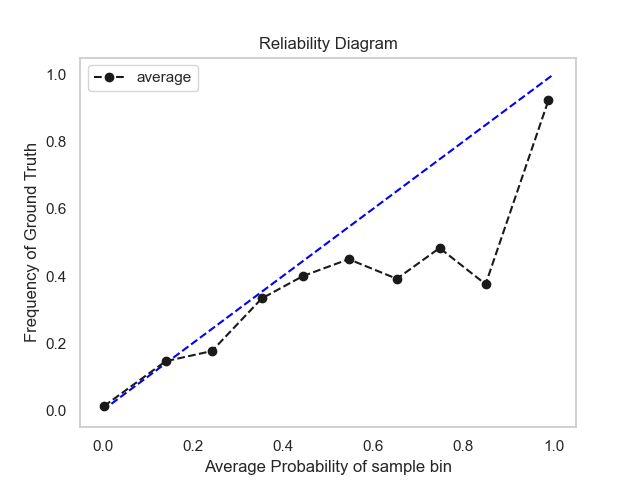 Reliability Diagram
average
1.0
0.8
0.6
0.4
0.2
0.0
Frequency of Ground Truth
0.0 0.2 0.4 0.6 0.8 1.0
Average Probability of sample bin